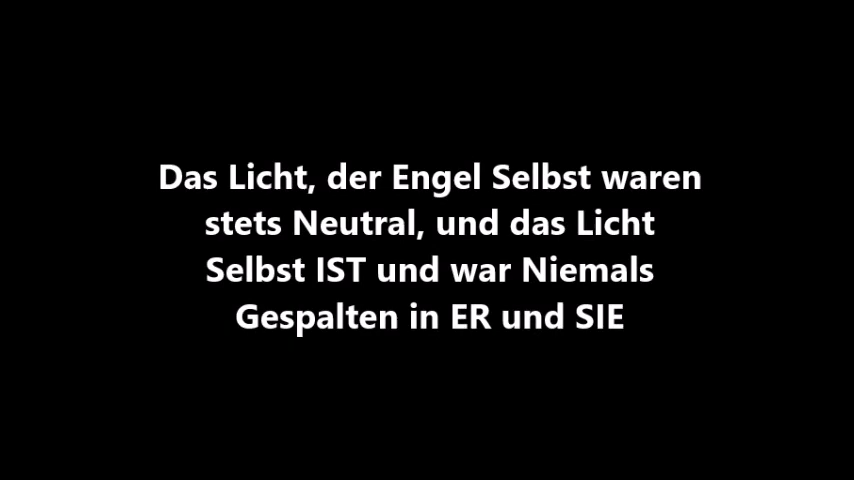 Das Licht, der Engel Selbst waren
stets Neutral, und das Licht
Selbst IST und war Niemals
Gespalten in ER und SIE